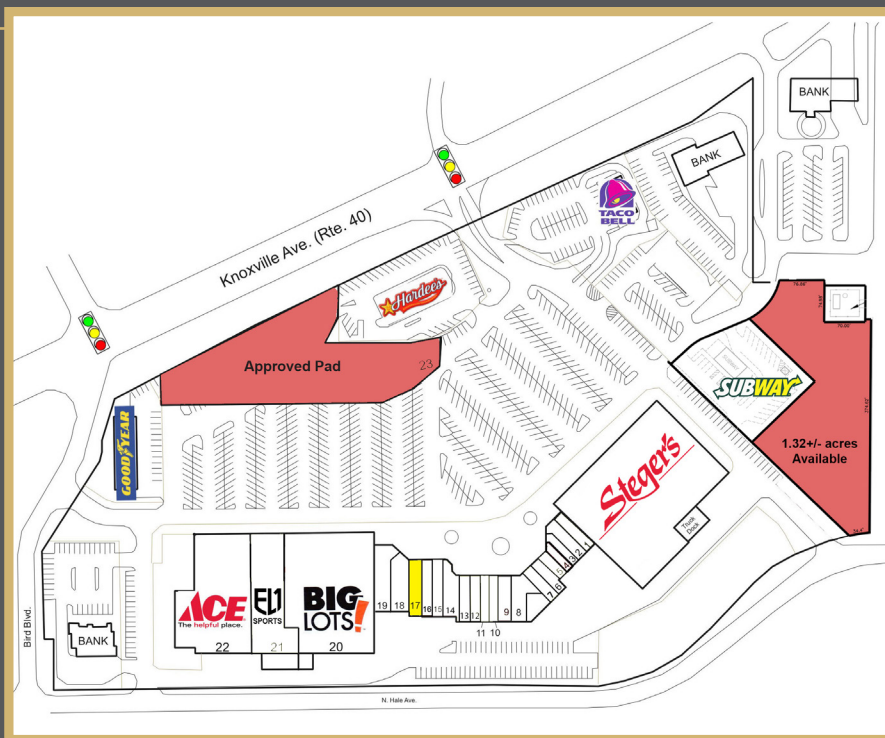 BANK
BANK
TACO
BELL
Knoxville Ave. (Rte. 40)
Hardee's
Approved Pad
23
GOODYEAR
SUBWAY
1.32+/- acres
Available
Steger's
Truck
Dock
1
2
3
4
5
6
7
8
9
10
11
12
13
14
15
16
17
18
19
ACE
The helpful place.
22
EL1
SPORTS
21
BIG
LOTS!
20
BANK
Bird Blvd.
N. Hale Ave.